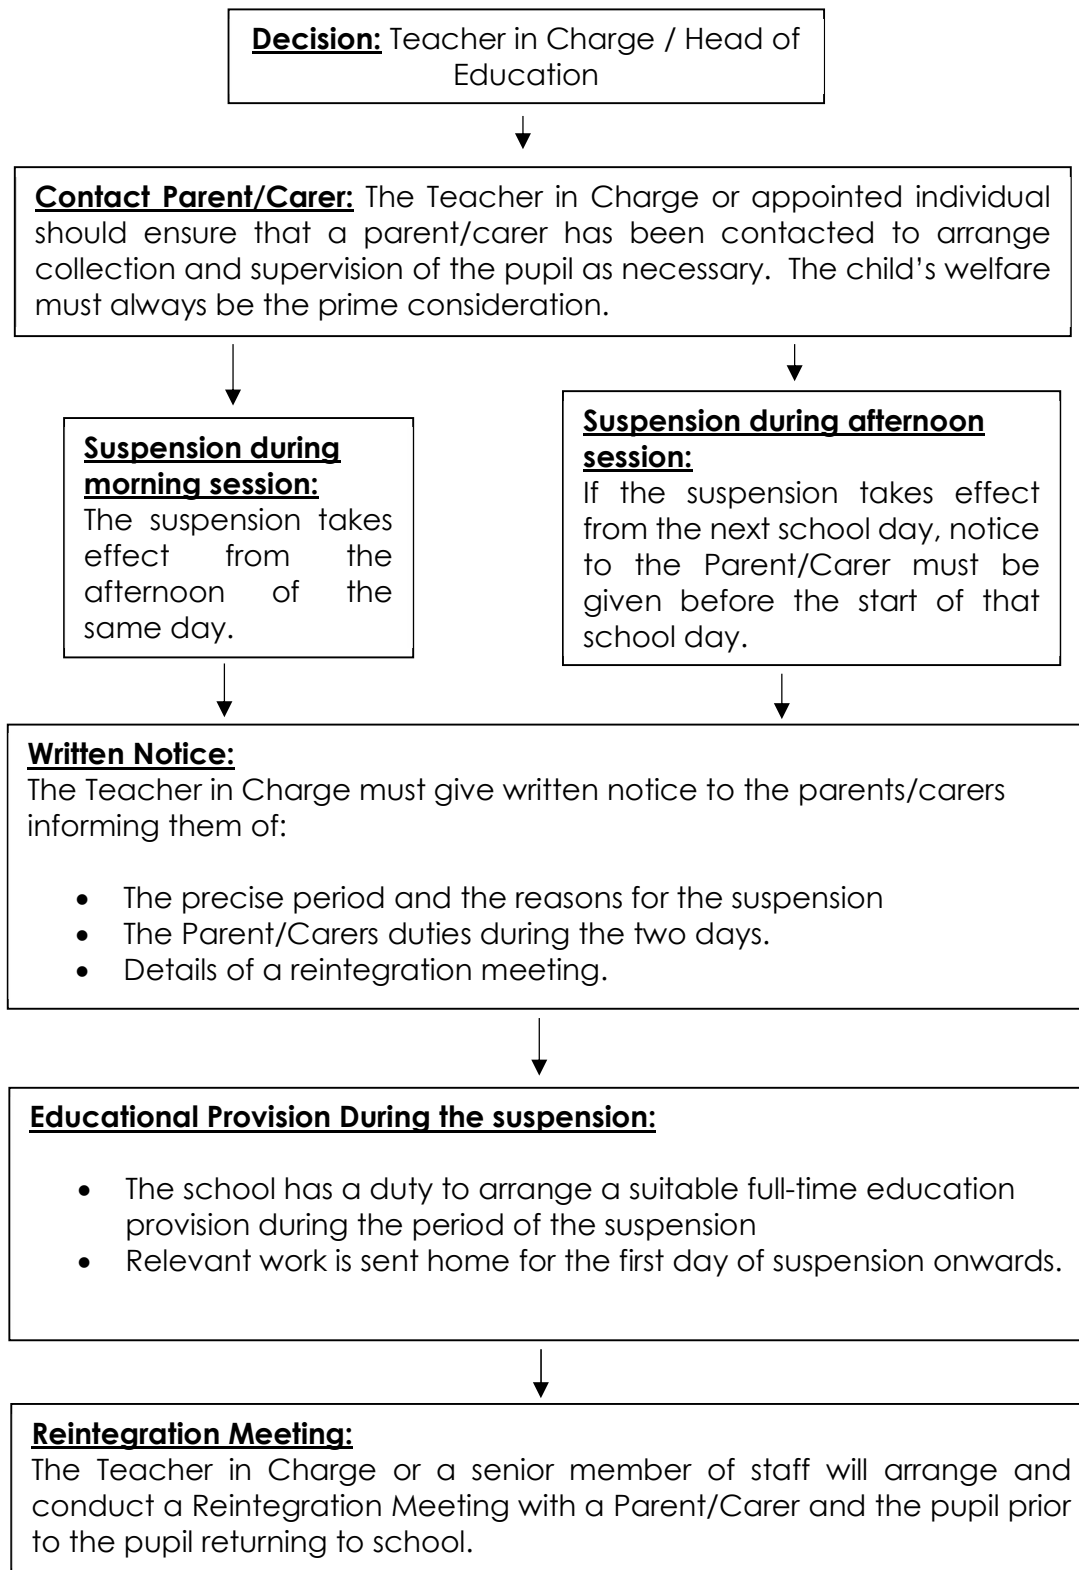 Decision: Teacher in Charge / Head of
Education
Contact Parent/Carer: The Teacher in Charge or appointed individual
should ensure that a parent/carer has been contacted to arrange
collection and supervision of the pupil as necessary. The child’s welfare
must always be the prime consideration.
Suspension during
morning session:
The suspension takes
effect from the
afternoon of the
same day.
Suspension during afternoon
session:
If the suspension takes effect
from the next school day, notice
to the Parent/Carer must be
given before the start of that
school day.
Written Notice:
The Teacher in Charge must give written notice to the parents/carers
informing them of:
• The precise period and the reasons for the suspension
• The Parent/Carers duties during the two days.
• Details of a reintegration meeting.
Educational Provision During the suspension:
• The school has a duty to arrange a suitable full-time education
provision during the period of the suspension
• Relevant work is sent home for the first day of suspension onwards.
Reintegration Meeting:
The Teacher in Charge or a senior member of staff will arrange and
conduct a Reintegration Meeting with a Parent/Carer and the pupil prior
to the pupil returning to school.